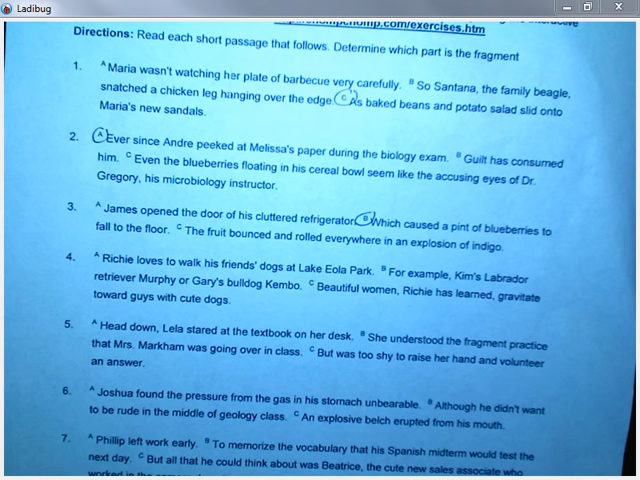 Ladibug
chompchomp.com/exercises.htm
Directions: Read each short passage that follows. Determine which part is the fragment
1. A Maria wasn't watching her plate of barbecue very carefully. B So Santana, the family beagle,
snatched a chicken leg hanging over the edge. C As baked beans and potato salad slid onto
Maria's new sandals.
2. A Ever since Andre peeked at Melissa's paper during the biology exam. B Guilt has consumed
him. C Even the blueberries floating in his cereal bowl seem like the accusing eyes of Dr.
Gregory, his microbiology instructor.
3. A James opened the door of his cluttered refrigerator. B Which caused a pint of blueberries to
fall to the floor. C The fruit bounced and rolled everywhere in an explosion of indigo.
4. A Richie loves to walk his friends' dogs at Lake Eola Park. B For example, Kim's Labrador
retriever Murphy or Gary's bulldog Kembo. C Beautiful women, Richie has learned, gravitate
toward guys with cute dogs.
5. A Head down, Lela stared at the textbook on her desk. B She understood the fragment practice
that Mrs. Markham was going over in class. C But was too shy to raise her hand and volunteer
an answer.
6. A Joshua found the pressure from the gas in his stomach unbearable. B Although he didn't want
to be rude in the middle of geology class. C An explosive belch erupted from his mouth.
7. A Phillip left work early. B To memorize the vocabulary that his Spanish midterm would test the
next day. C But all that he could think about was Beatrice, the cute new sales associate who
worked in the